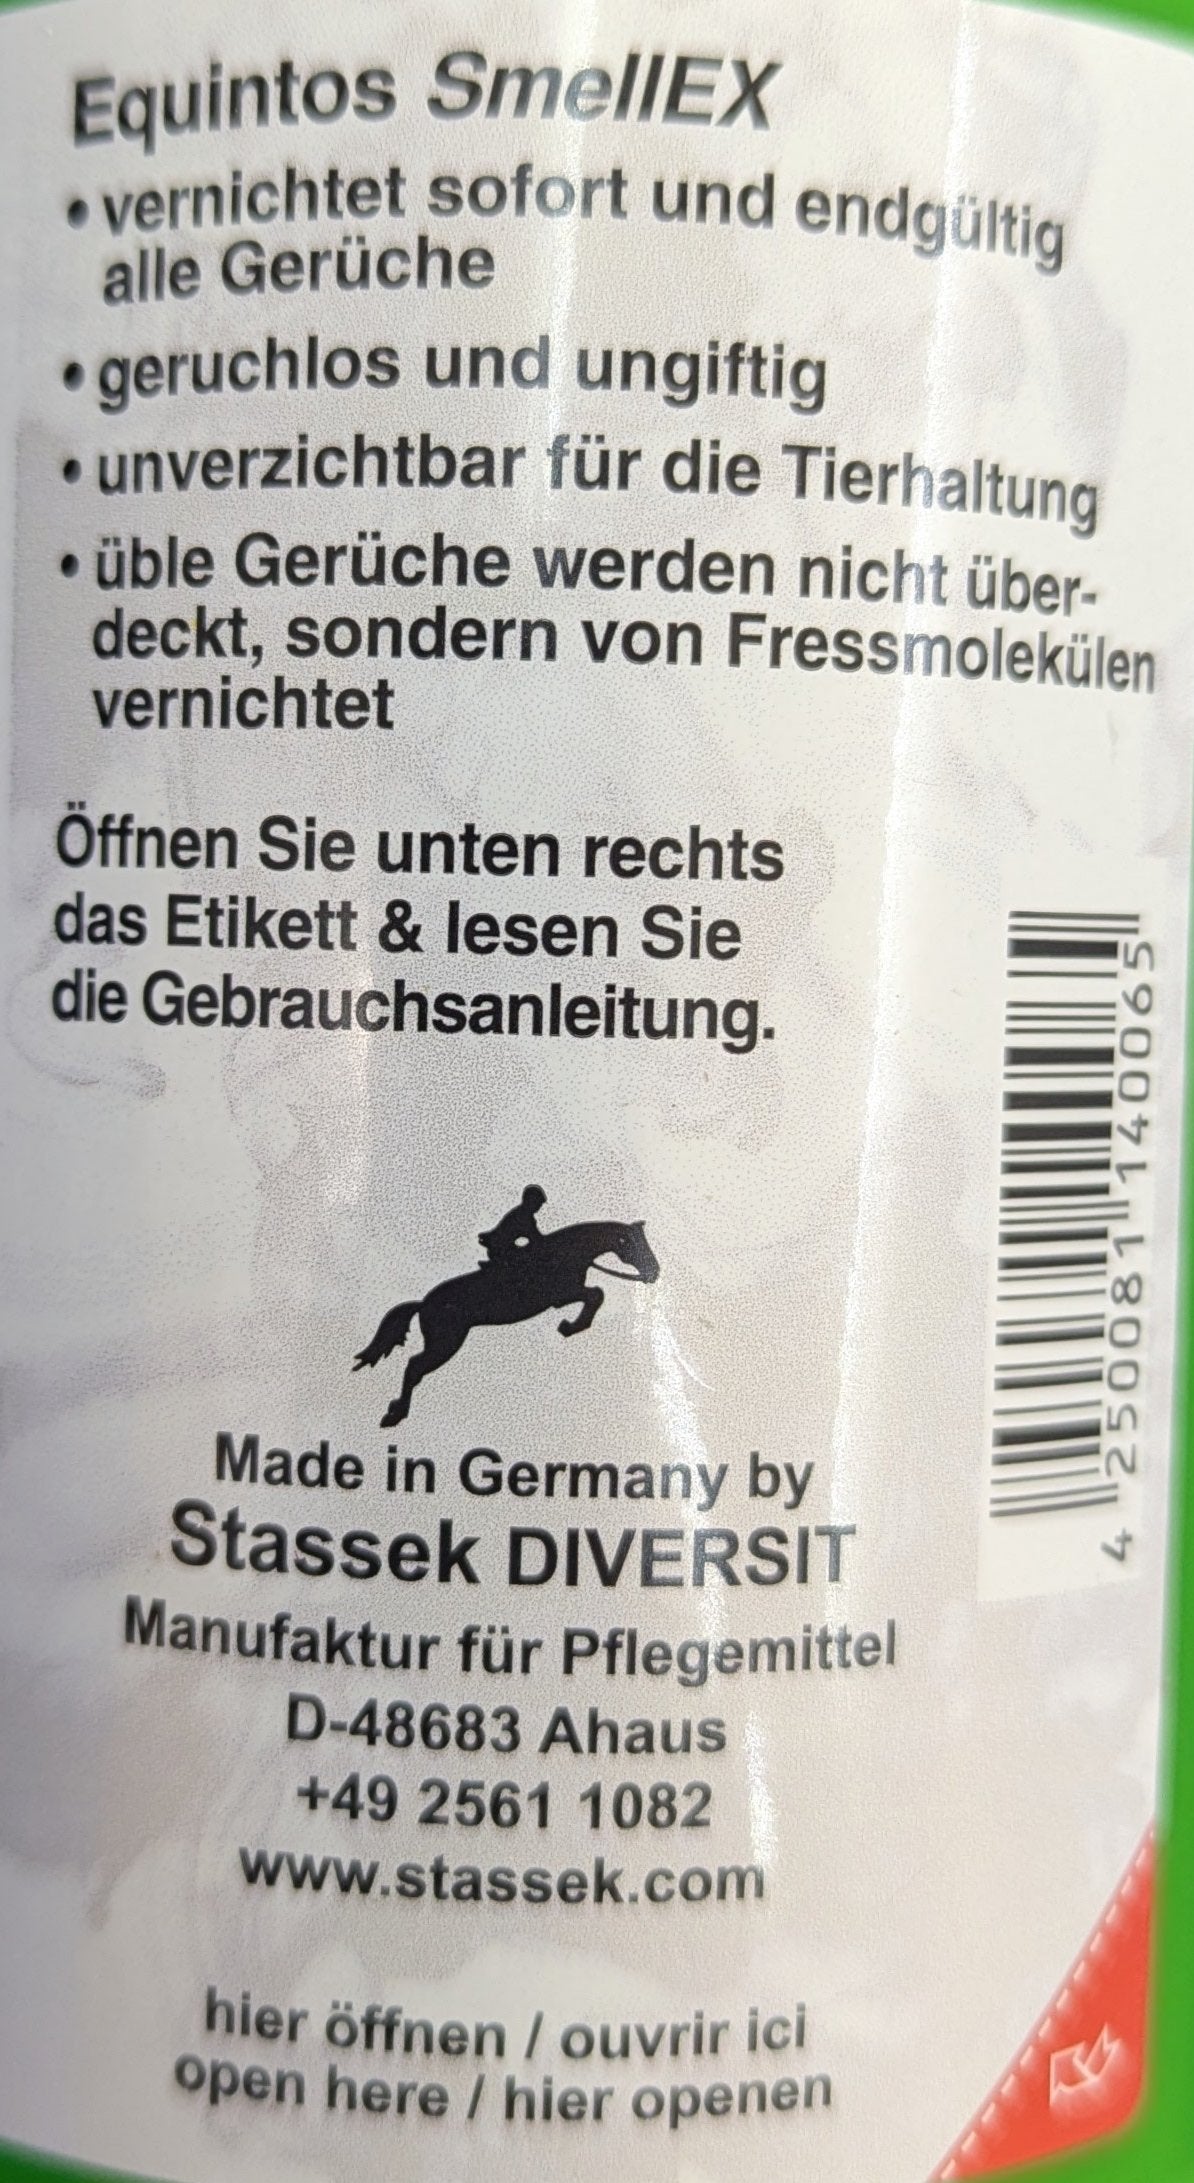 Equintos SmellEX
• vernichtet sofort und endgültig
alle Gerüche
• geruchlos und ungiftig
• unverzichtbar für die Tierhaltung
• üble Gerüche werden nicht über-
deckt, sondern von Fressmolekülen
vernichtet
Öffnen Sie unten rechts
das Etikett & lesen Sie
die Gebrauchsanleitung.
4 250081 140065
Made in Germany by
Stassek DIVERSIT
Manufaktur für Pflegemittel
D-48683 Ahaus
+49 2561 1082
www.stassek.com
hier öffnen / ouvrir ici
open here / hier openen